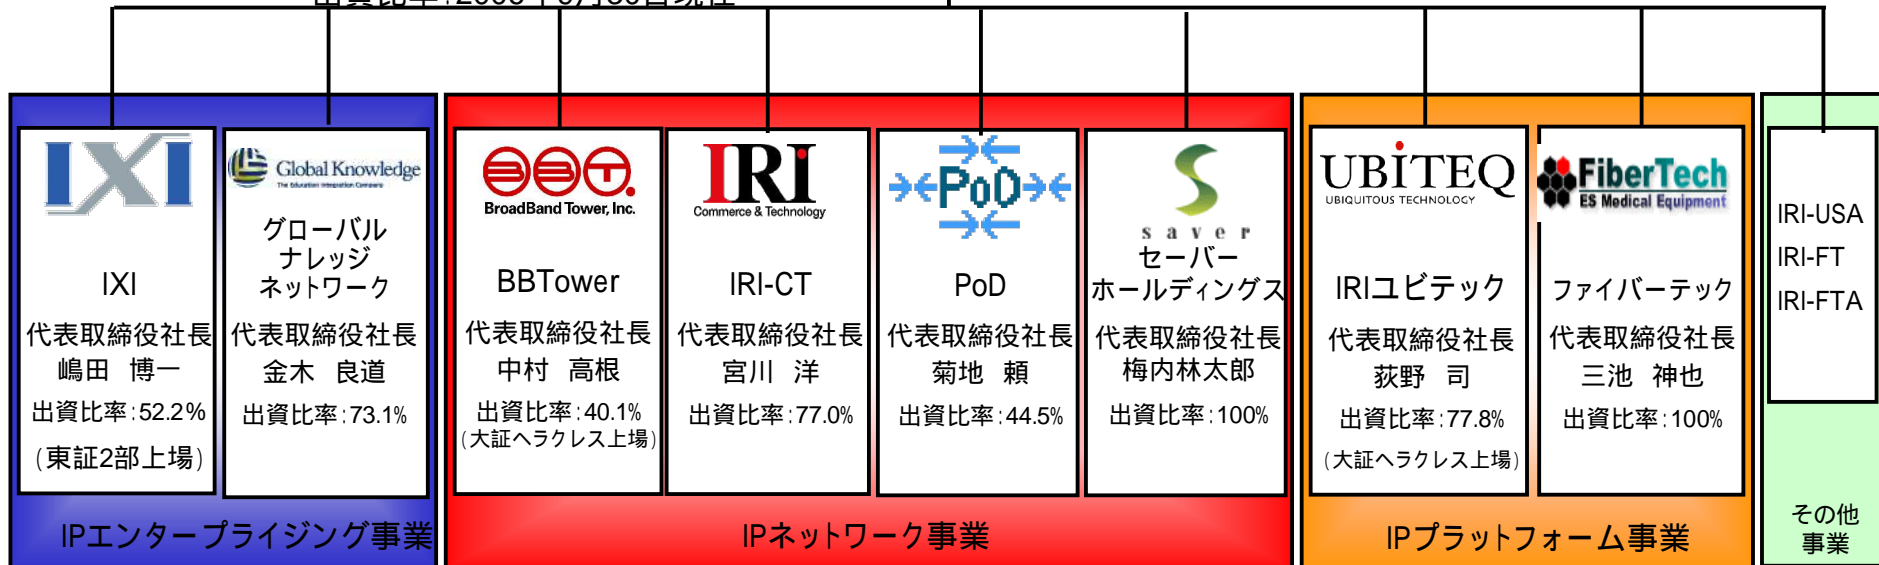 IXI
IXI
代表取締役社長
嶋田 博一
出資比率:52.2%
(東証2部上場)
Global Knowledge
The Education Integration Company
グローバル
ナレッジ
ネットワーク
代表取締役社長
金木 良道
出資比率:73.1%
IPエンタープライジング事業
BBT.
BroadBand Tower, Inc.
BBTower
代表取締役社長
中村 高根
出資比率:40.1%
(大証ヘラクレス上場)
IRI
Commerce & Technology
IRI-CT
代表取締役社長
宮川 洋
出資比率:77.0%
PoD
PoD
代表取締役社長
菊地 頼
出資比率:44.5%
saver
セーバー
ホールディングス
代表取締役社長
梅内林太郎
出資比率:100%
IPネットワーク事業
UBiTEQ
UBIQUITOUS TECHNOLOGY
IRIユビテック
代表取締役社長
荻野 司
出資比率:77.8%
(大証ヘラクレス上場)
FiberTech
ES Medical Equipment
ファイバーテック
代表取締役社長
三池 神也
出資比率:100%
IPプラットフォーム事業
IRI-USA
IRI-FT
IRI-FTA
その他
事業